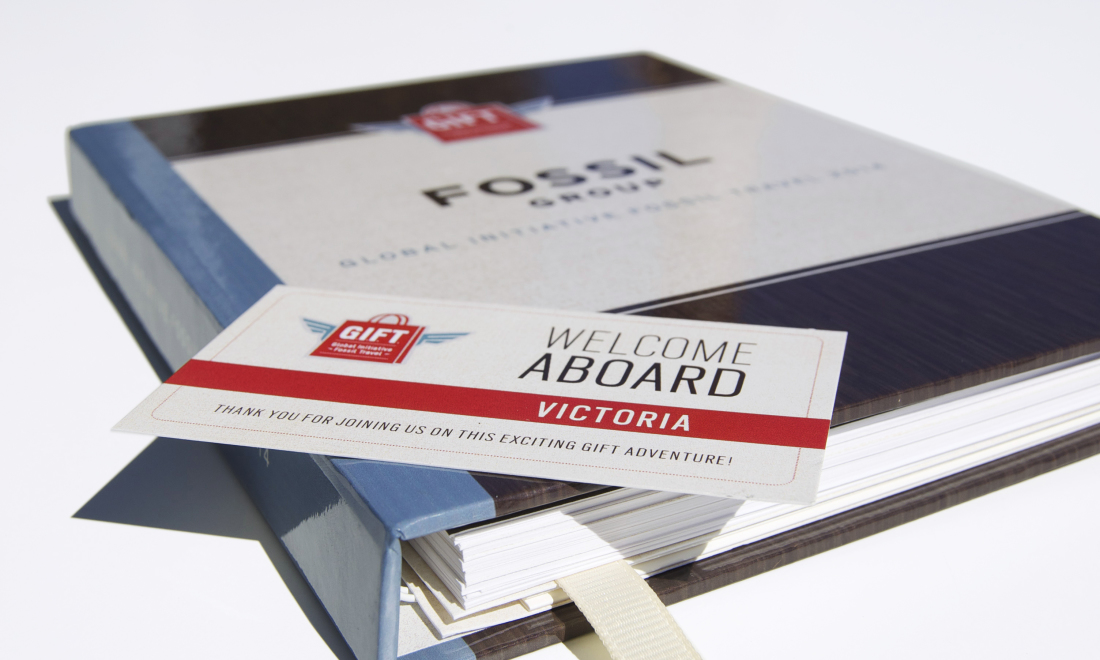 GIFT
FOSSIL
GROUP
GLOBAL INITIATIVE FOSSIL TRAVEL 2014
GIFT
Global Initiative
- Fossil Travel -
WELCOME
ABOARD
VICTORIA
THANK YOU FOR JOINING US ON THIS EXCITING GIFT ADVENTURE!